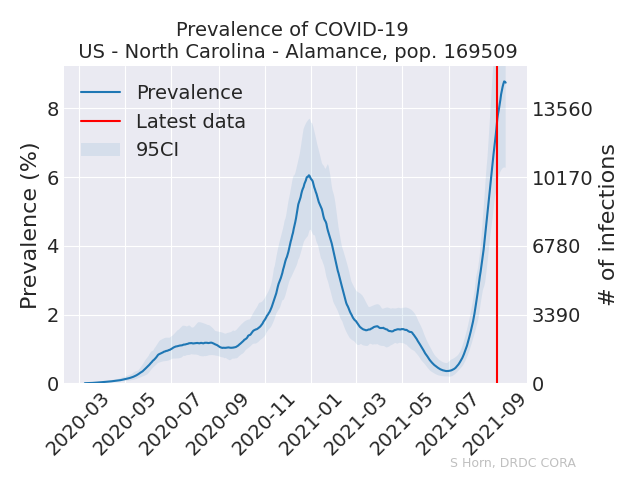 Prevalence of COVID-19
US - North Carolina - Alamance, pop. 169509
Prevalence
Latest data
95CI
Prevalence (%)
8
6
4
2
0
13560
10170
6780
3390
0
# of infections
2020-03
2020-05
2020-07
2020-09
2020-11
2021-01
2021-03
2021-05
2021-07
2021-09
S Horn, DRDC CORA